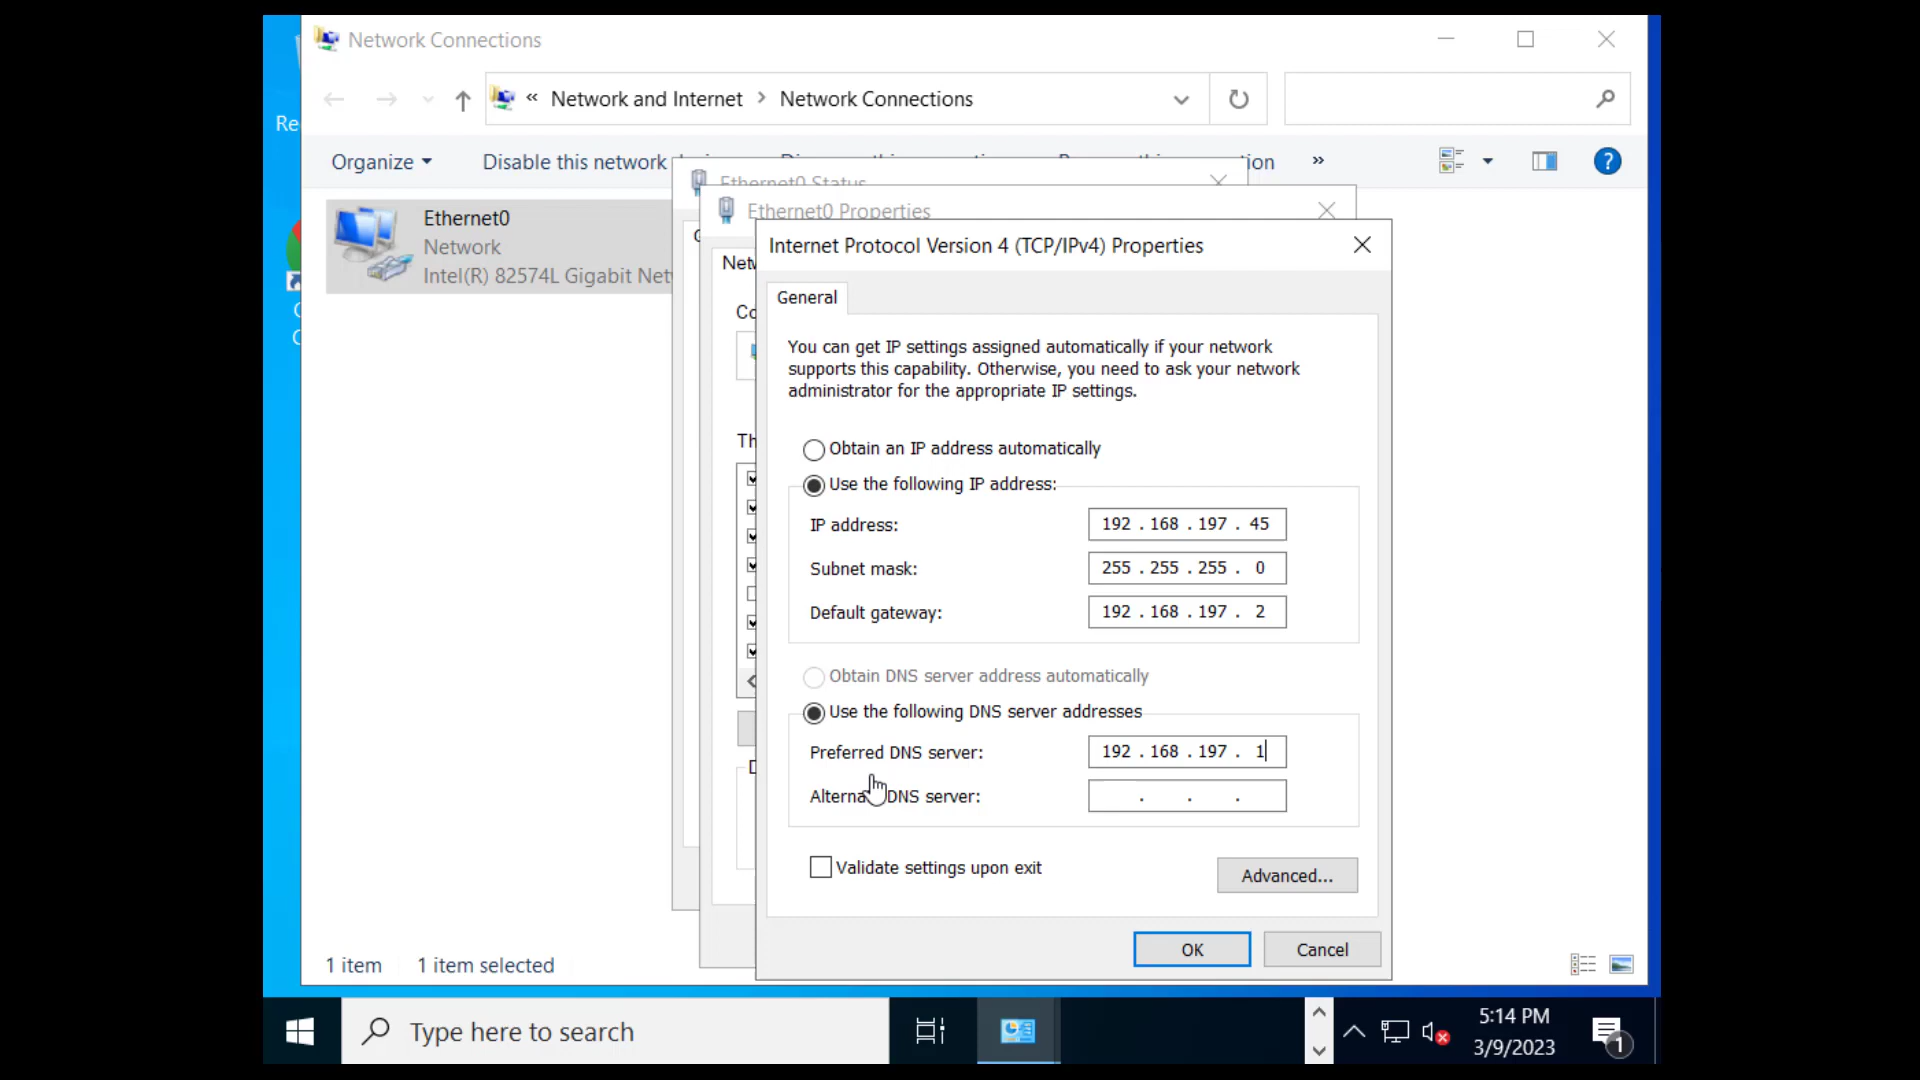 Network Connections
« Network and Internet > Network Connections
Organize
Disable this network
ion
»
?
Ethernet0
Network
Intel(R) 82574L Gigabit Net
Ethernet0 Status
Ethernet0 Properties
Internet Protocol Version 4 (TCP/IPv4) Properties
General
You can get IP settings assigned automatically if your network
supports this capability. Otherwise, you need to ask your network
administrator for the appropriate IP settings.
Obtain an IP address automatically
Use the following IP address:
IP address: 192 . 168 . 197 . 45
Subnet mask: 255 . 255 . 255 . 0
Default gateway: 192 . 168 . 197 . 2
Obtain DNS server address automatically
Use the following DNS server addresses
Preferred DNS server: 192 . 168 . 197 . 1
DNS server: . . .
Validate settings upon exit
Advanced...
OK
Cancel
1 item 1 item selected
Type here to search
5:14 PM
3/9/2023
1